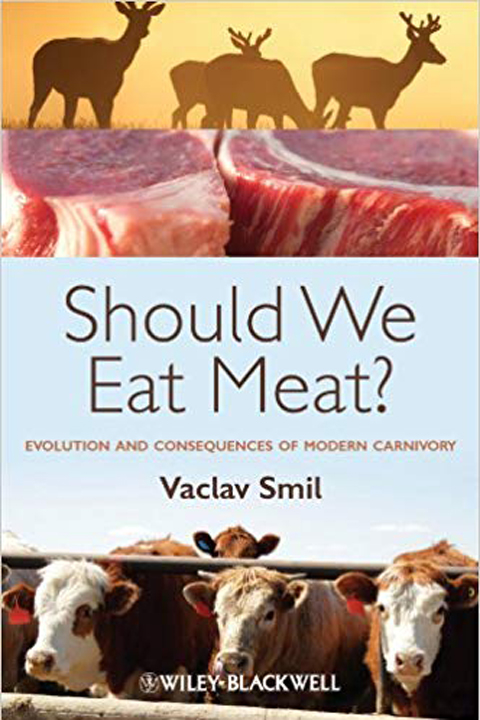 Should We
Eat Meat?
EVOLUTION AND CONSEQUENCES OF MODERN CARNIVORY
Vaclav Smil
WILEY-BLACKWELL